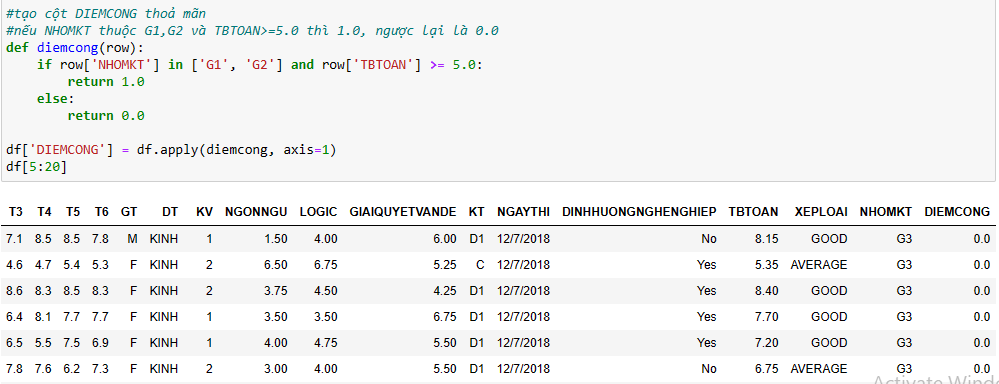 #tạo cột DIEMCONG thoả mãn
#nếu NHOMKT thuộc G1,G2 và TBTOAN>=5.0 thì 1.0, ngược lại là 0.0
def diemcong(row):
    if row['NHOMKT'] in ['G1', 'G2'] and row['TBTOAN'] >= 5.0:
        return 1.0
    else:
        return 0.0
df['DIEMCONG'] = df.apply(diemcong, axis=1)
df[5:20]
T3 T4 T5 T6 GT DT KV NGONNGU LOGIC GIAIQUYETVANDE KT NGAYTHI DINHHUONGNGHENGHIEP TBTOAN XEPLOAI NHOMKT DIEMCONG
7.1 8.5 8.5 7.8 M KINH 1 1.50 4.00 6.00 D1 12/7/2018 No 8.15 GOOD G3 0.0
4.6 4.7 5.4 5.3 F KINH 2 6.50 6.75 5.25 C 12/7/2018 Yes 5.35 AVERAGE G3 0.0
8.6 8.3 8.5 8.3 F KINH 2 3.75 4.50 4.25 D1 12/7/2018 Yes 8.40 GOOD G3 0.0
6.4 8.1 7.7 7.7 F KINH 1 3.50 3.50 6.75 D1 12/7/2018 Yes 7.70 GOOD G3 0.0
6.5 5.5 7.5 6.9 F KINH 1 4.00 4.75 5.50 D1 12/7/2018 Yes 7.20 GOOD G3 0.0
7.8 7.6 6.2 7.3 F KINH 2 3.00 4.00 5.50 D1 12/7/2018 No 6.75 AVERAGE G3 0.0